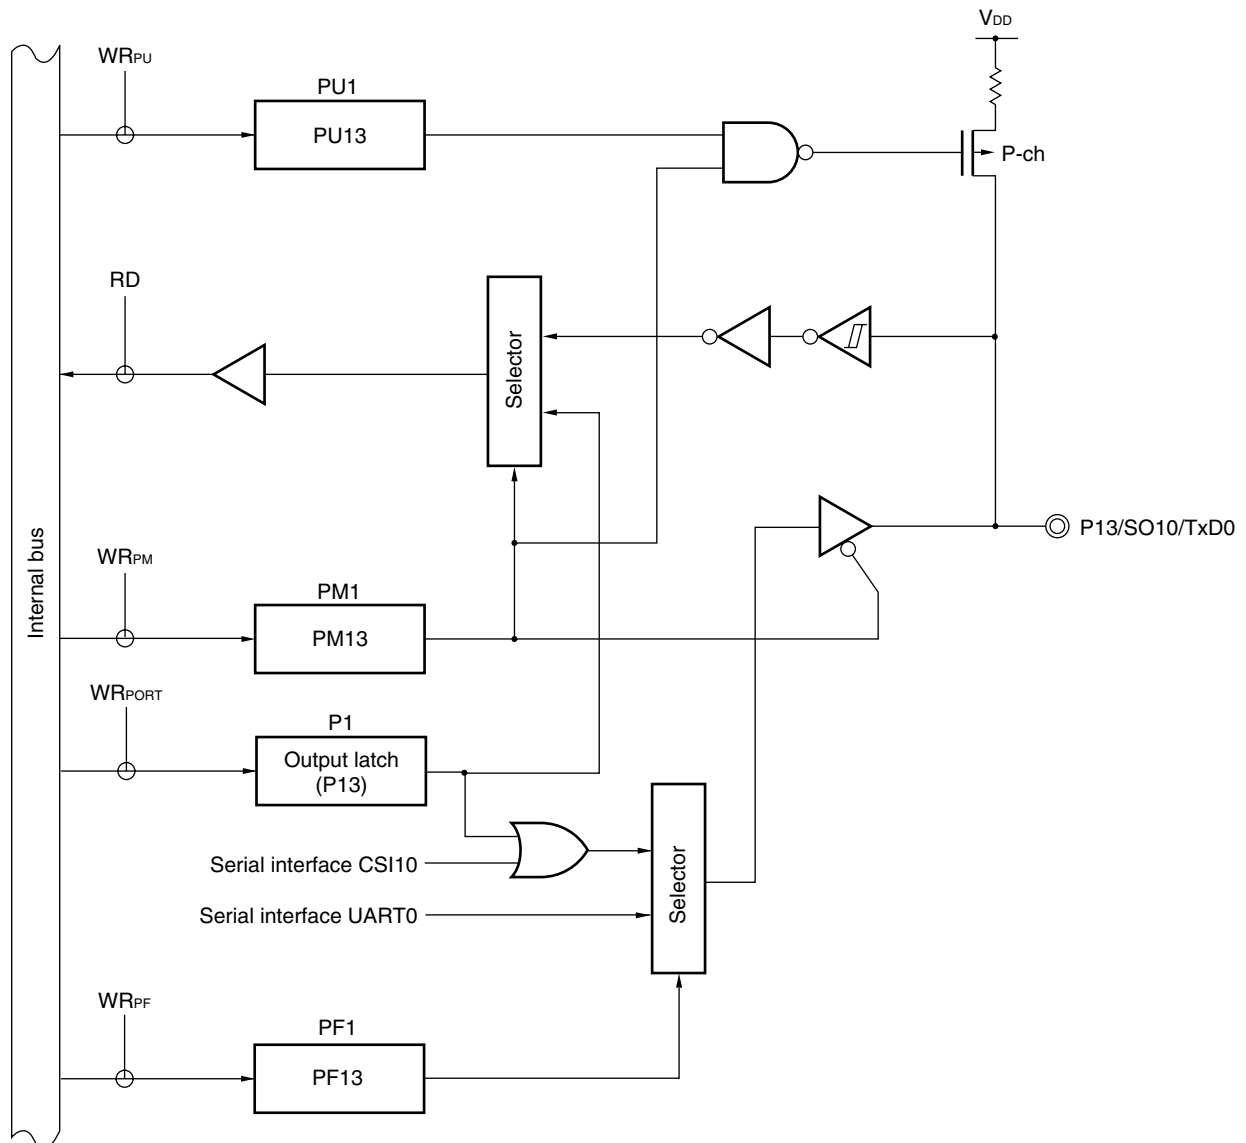 VDD
WRPU
PU1
PU13
P-ch
RD
Selector
Internal bus
P13/SO10/TxD0
WRPM
PM1
PM13
WRPORT
P1
Output latch
(P13)
Serial interface CSI10
Selector
Serial interface UART0
WRPF
PF1
PF13